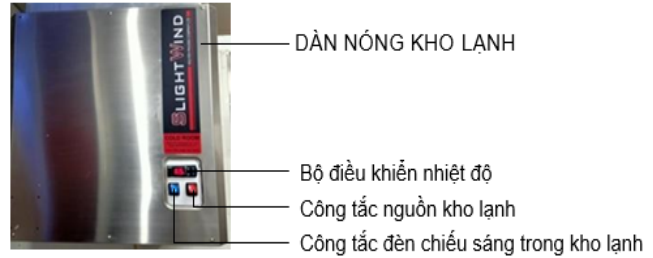 DÀN NÓNG KHO LẠNH
SLIGHTWIND
Bộ điều khiển nhiệt độ
Công tắc nguồn kho lạnh
Công tắc đèn chiếu sáng trong kho lạnh